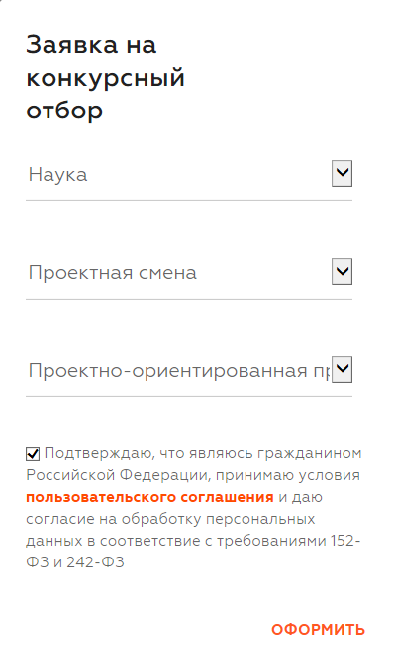 Заявка на
конкурсный
отбор
Наука
Проектная смена
Проектно-ориентированная
Подтверждаю, что являюсь гражданином
Российской Федерации, принимаю условия
пользовательского соглашения и даю
согласие на обработку персональных
данных в соответствие с требованиями 152-
ФЗ и 242-ФЗ
ОФОРМИТЬ